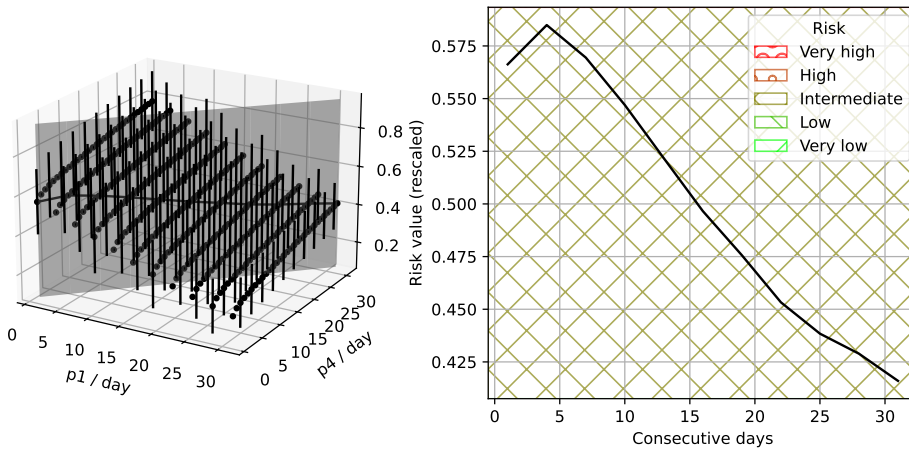 0.8
0.6
0.4
0.2
Risk value (rescaled)
0
5
10
15
20
25
30
p1 / day
0
5
10
15
20
25
30
p4 / day
0.575
0.550
0.525
0.500
0.475
0.450
0.425
0 5 10 15 20 25 30
Consecutive days
Risk
Very high
High
Intermediate
Low
Very low